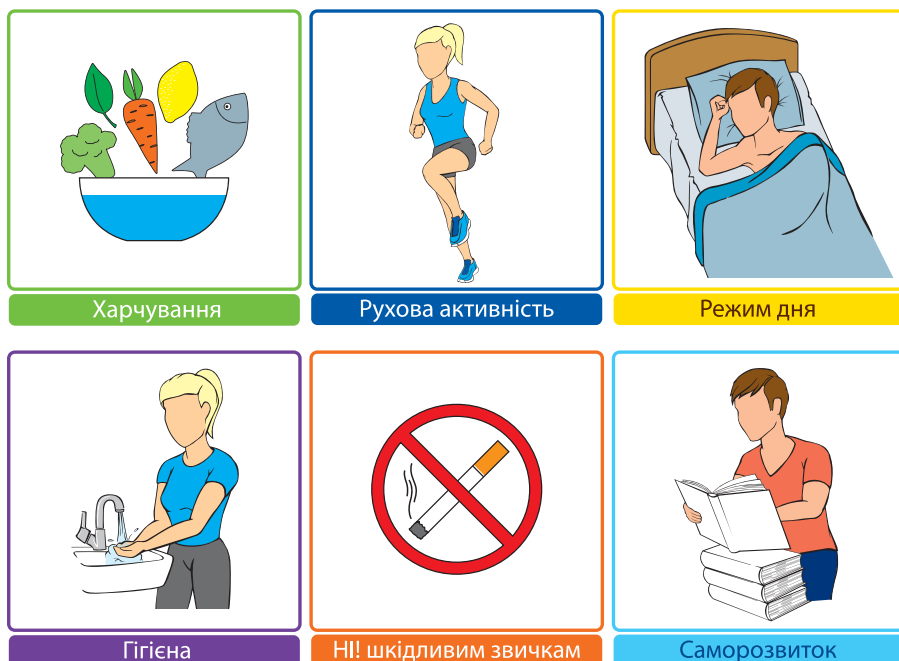 Харчування
Рухова активність
Режим дня
Гігієна
НІ! шкідливим звичкам
Саморозвиток